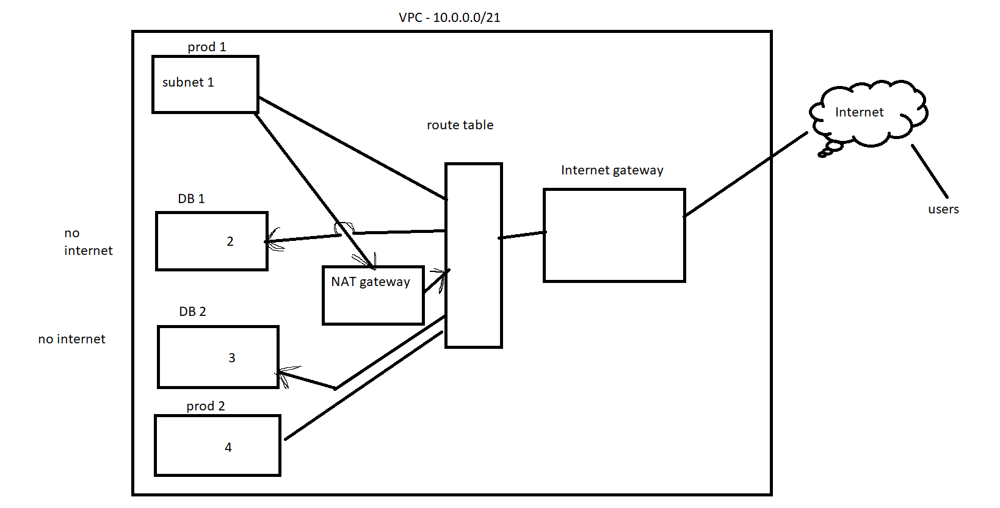 VPC - 10.0.0.0/21
prod 1
subnet 1
Internet
route table
Internet gateway
DB 1
users
no
internet
2
NAT gateway
DB 2
no internet
3
prod 2
4